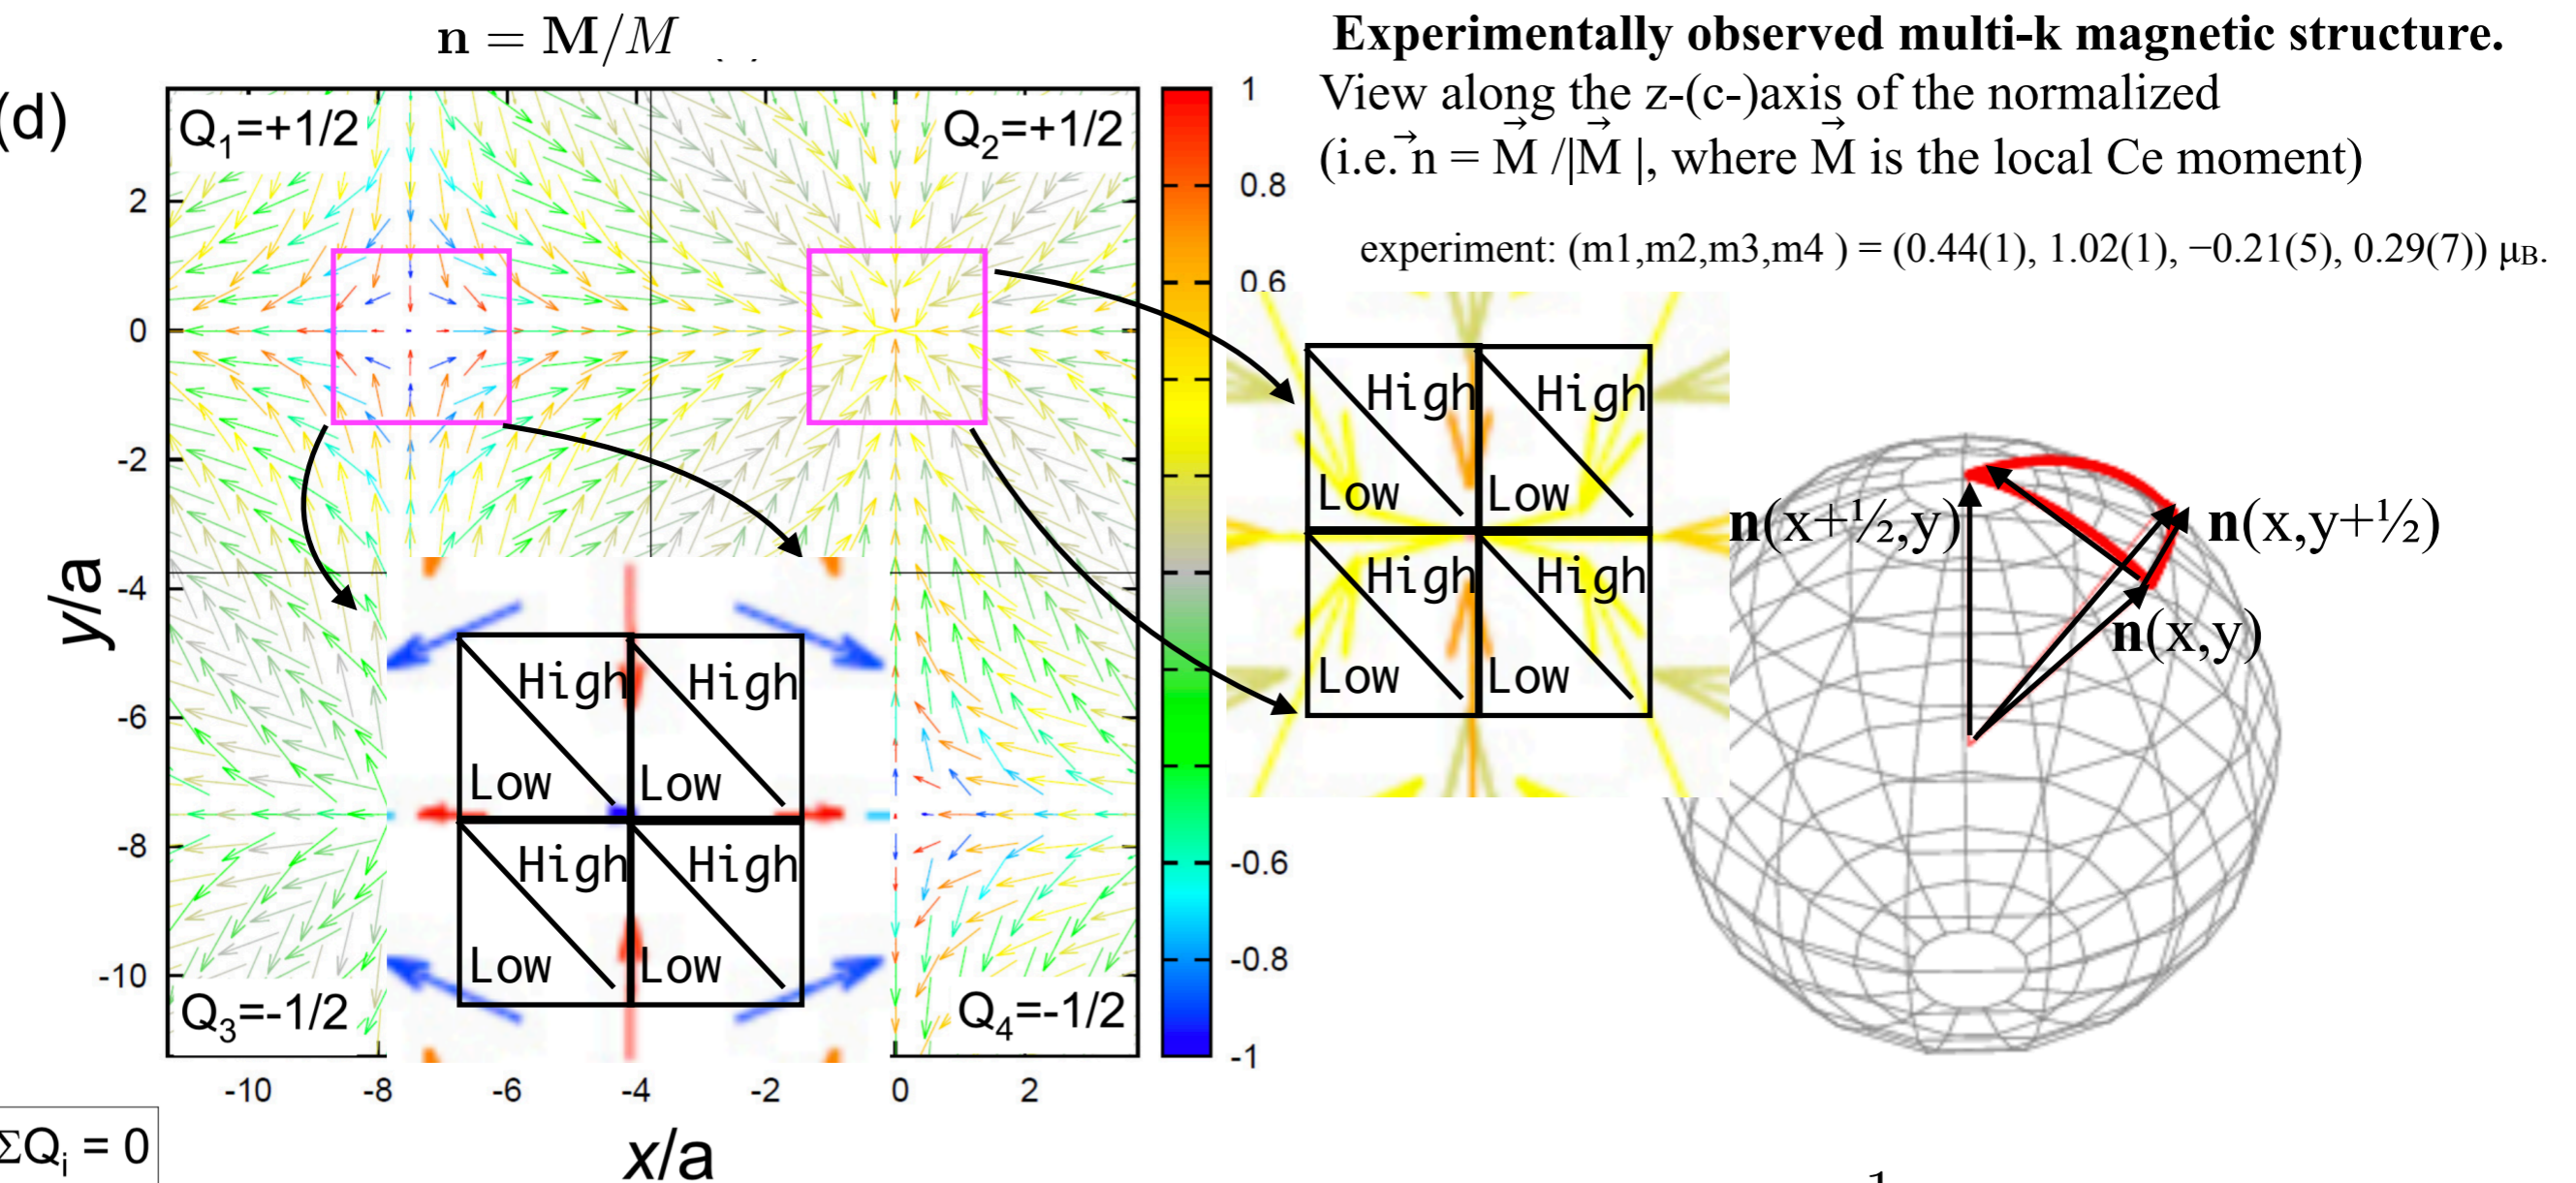 n = M/M
Experimentally observed multi-k magnetic structure.
View along the z-(c-)axis of the normalized
(i.e. n⃗ = M⃗ /|M⃗ |, where M⃗ is the local Ce moment)
experiment: (m1,m2,m3,m4 ) = (0.44(1), 1.02(1), −0.21(5), 0.29(7)) μB.
(d)
Q1=+1/2
Q2=+1/2
Q3=-1/2
Q4=-1/2
y/a
2
0
-2
-4
-6
-8
-10
-10
-8
-6
-4
-2
0
2
x/a
1
0.8
0.6
-0.6
-0.8
-1
High
High
Low
Low
High
High
Low
Low
High
High
Low
Low
High
High
Low
Low
n(x+½,y)
n(x,y+½)
n(x,y)
ΣQi = 0